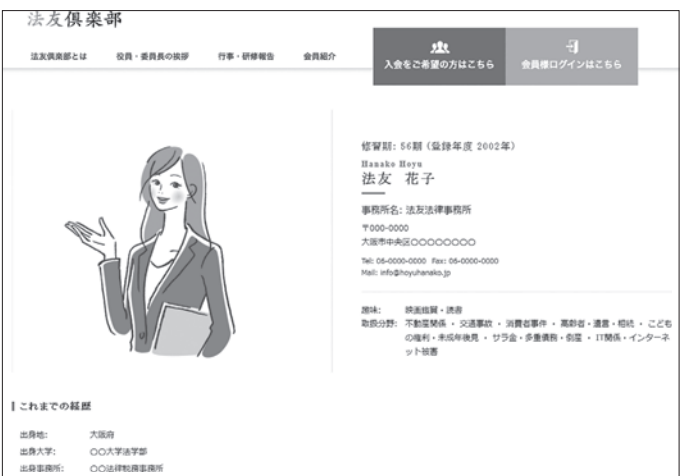 法友倶楽部
法友倶楽部とは 役員・委員長の挨拶 行事・研修報告 会員紹介
入会をご希望の方はこちら 会員様ログインはこちら
修習期: 56期 (登録年度 2002年)
Hanako Hoyu
法友 花子
事務所名: 法友法律事務所
〒000-0000
大阪市中央区〇〇〇〇〇〇〇〇
Tel: 06-0000-0000 Fax: 06-0000-0000
Mail: info@hoyuhanako.jp
趣味: 映画鑑賞・読書
取扱分野: 不動産関係 ・ 交通事故 ・ 消費者事件 ・ 高齢者・遺言・相続 ・ こども
の権利・未成年後見 ・ サラ金・多重債務・倒産 ・ IT関係・インターネ
ット被害
これまでの経歴
出身地: 大阪府
出身大学: 〇〇大学法学部
出身事務所: 〇〇法律税務事務所